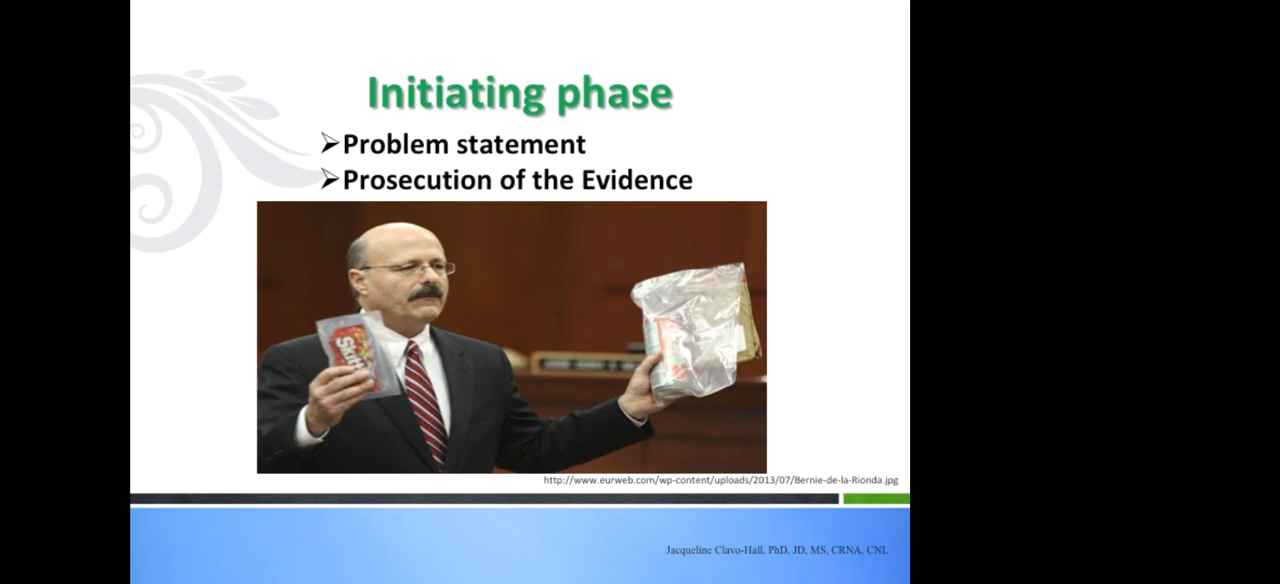 Initiating phase
➢Problem statement
➢Prosecution of the Evidence
http://www.eurweb.com/wp-content/uploads/2013/07/Bernie-de-la-Rionda.jpg
Jacqueline Clavo-Hall, PhD, JD, MS, CRNA, CNL